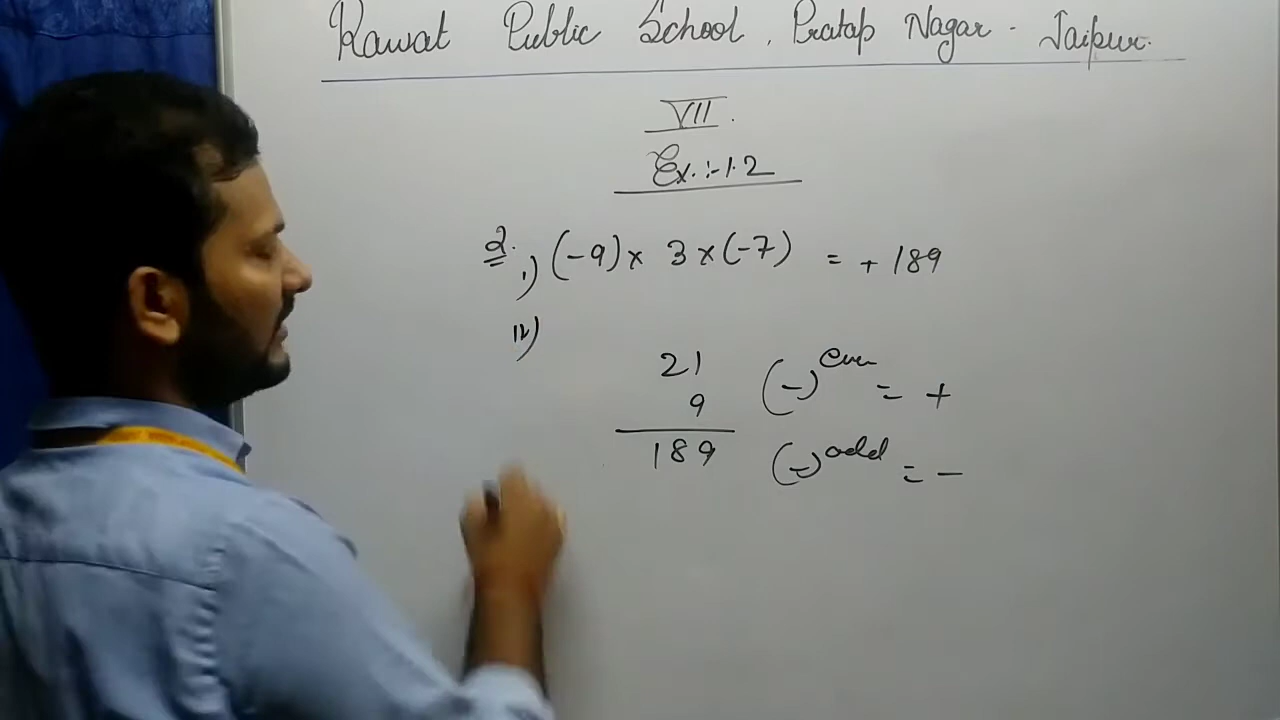 Rawat Public School, Pratap Nagar - Jaipur.
VII.
Ex. :- 1.2
2. i) (-9) × 3 × (-7) = + 189
iv)
21
9
189
(-)^even = +
(-)^odd = -